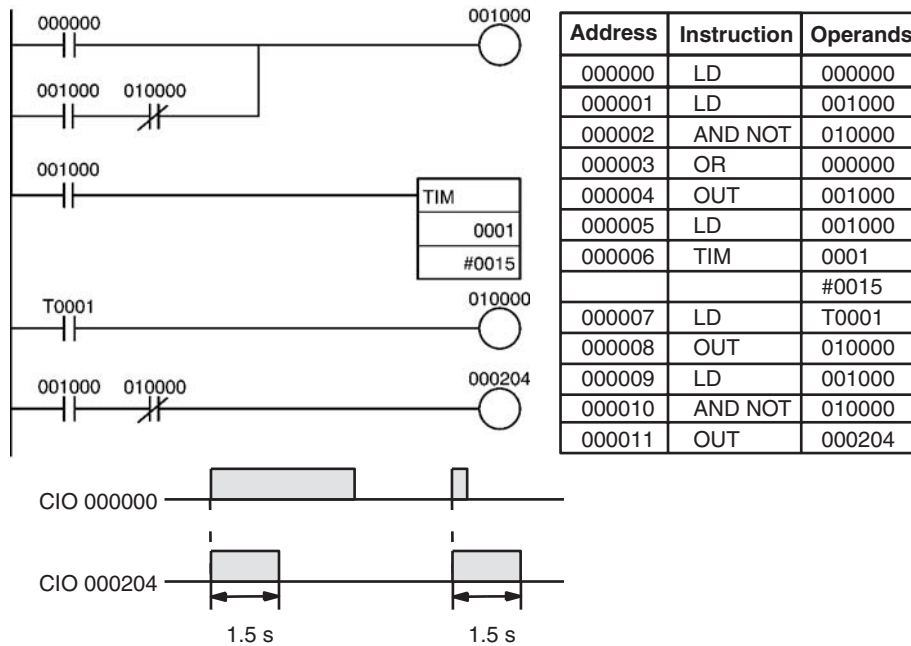 000000
001000
001000 010000
001000
TIM
0001
#0015
T0001
010000
001000 010000
000204
Address Instruction Operands
000000 LD 000000
000001 LD 001000
000002 AND NOT 010000
000003 OR 000000
000004 OUT 001000
000005 LD 001000
000006 TIM 0001
#0015
000007 LD T0001
000008 OUT 010000
000009 LD 001000
000010 AND NOT 010000
000011 OUT 000204
CIO 000000
CIO 000204
1.5 s
1.5 s